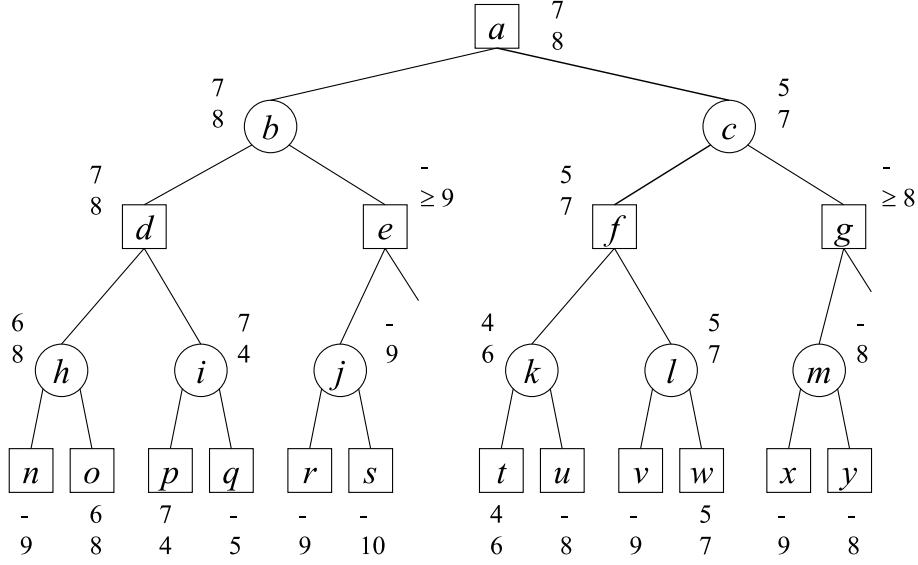 a 7
8
7 5
8 b c 7
7 - 5 -
8 ≥ 9 7 ≥ 8
d e f g
6 7 - 4 5 -
8 4 9 6 7 8
h i j k l m
n o p q r s t u v w x y
- 6 7 - - - 4 - - 5 - -
9 8 4 5 9 10 6 8 9 7 9 8